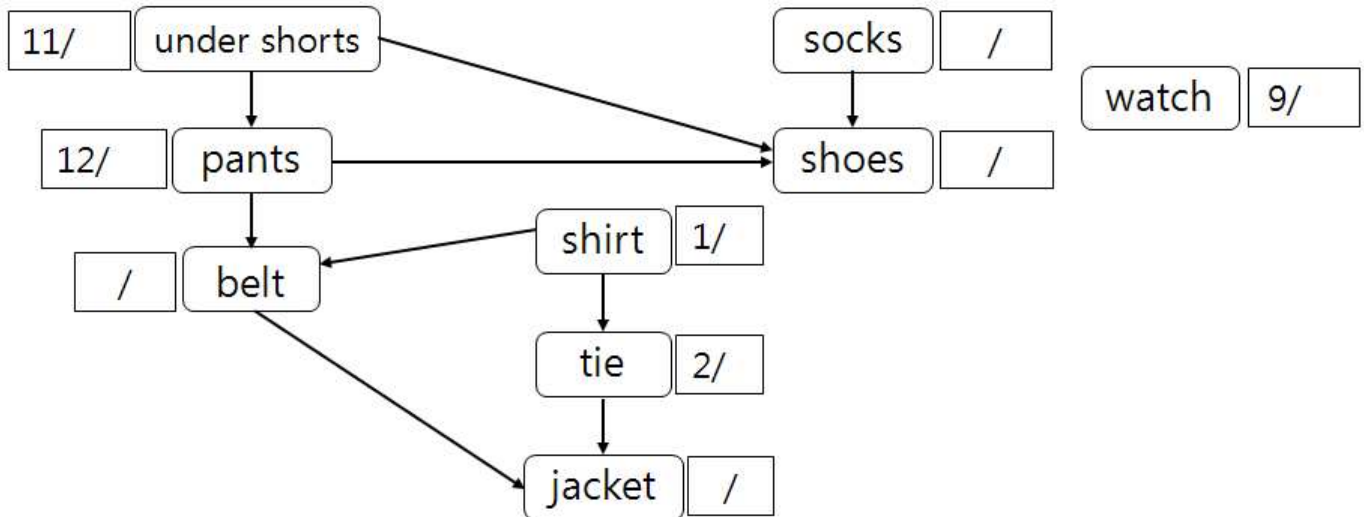 11/
under shorts
socks
/
watch
9/
12/
pants
shoes
/
shirt
1/
/
belt
tie
2/
jacket
/